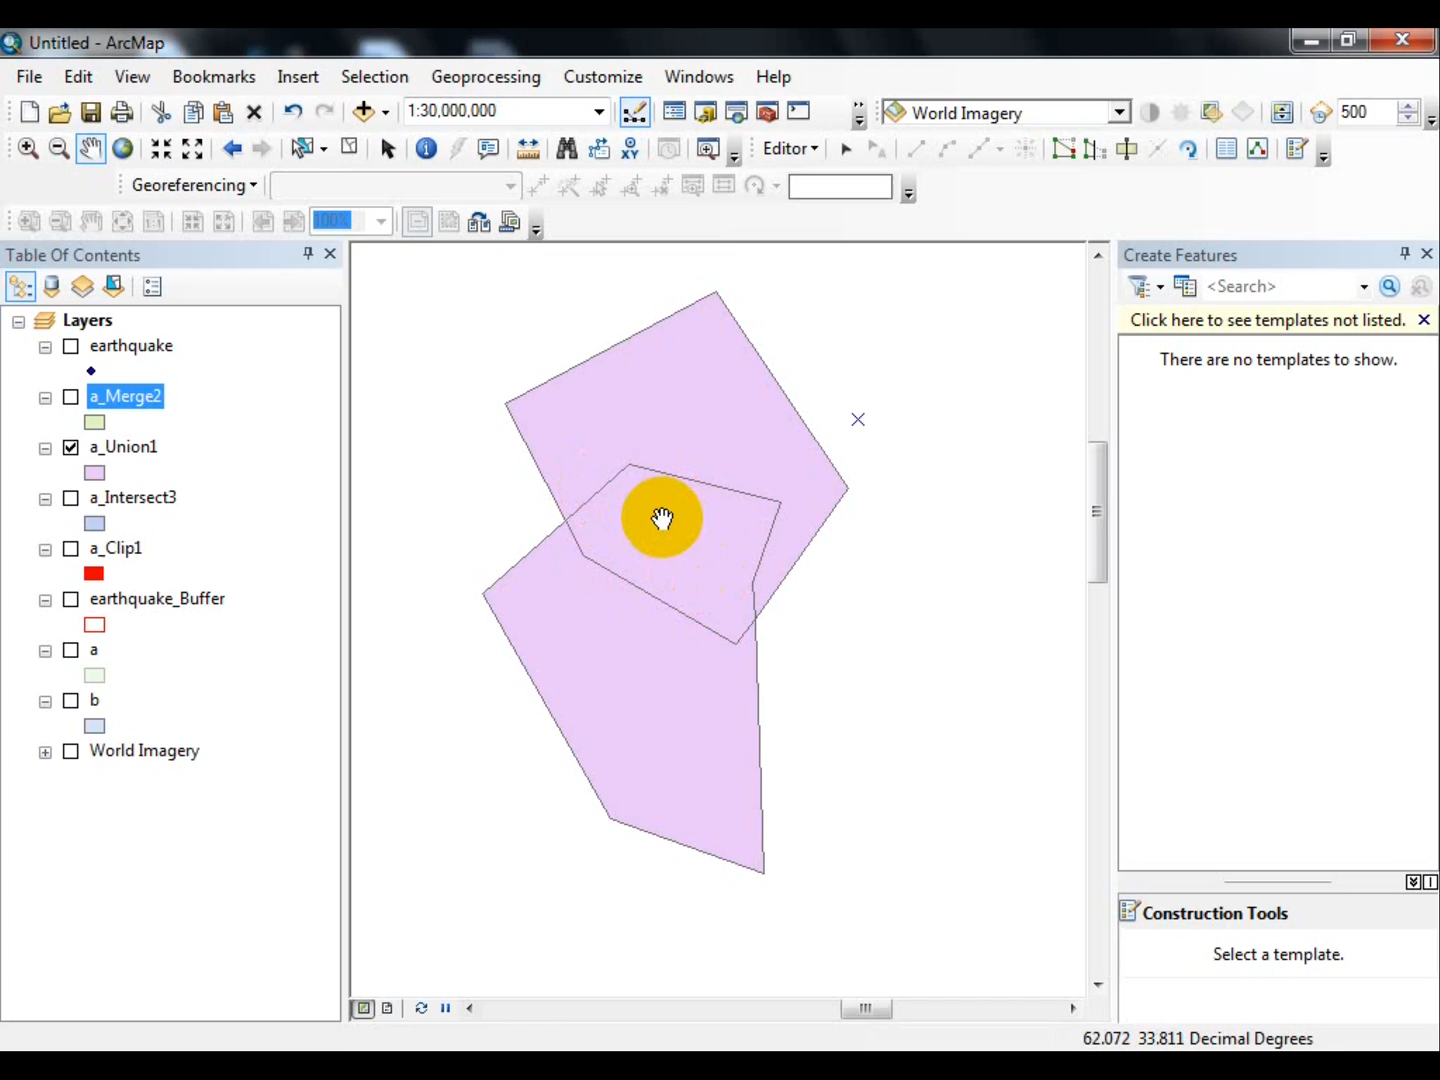 Untitled - ArcMap
File Edit View Bookmarks Insert Selection Geoprocessing Customize Windows Help
1:30,000,000 World Imagery 500
Editor
Georeferencing
100%
Table Of Contents
Layers
earthquake
a_Merge2
a_Union1
a_Intersect3
a_Clip1
earthquake_Buffer
a
b
World Imagery
Create Features
<Search>
Click here to see templates not listed.
There are no templates to show.
Construction Tools
Select a template.
62.072 33.811 Decimal Degrees